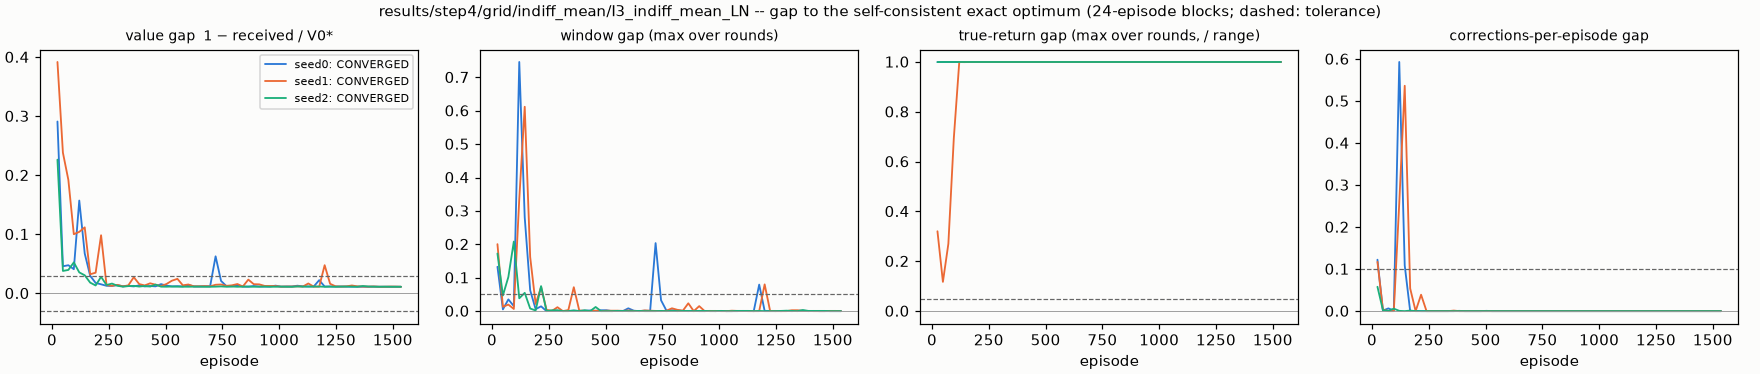 results/step4/grid/indiff_mean/I3_indiff_mean_LN -- gap to the self-consistent exact optimum (24-episode blocks; dashed: tolerance)
value gap 1 − received / V0*
window gap (max over rounds)
true-return gap (max over rounds, / range)
corrections-per-episode gap
seed0: CONVERGED
seed1: CONVERGED
seed2: CONVERGED
0.4
0.3
0.2
0.1
0.0
0 250 500 750 1000 1250 1500
episode
0.7
0.6
0.5
0.4
0.3
0.2
0.1
0.0
0 250 500 750 1000 1250 1500
episode
1.0
0.8
0.6
0.4
0.2
0.0
0 250 500 750 1000 1250 1500
episode
0.6
0.5
0.4
0.3
0.2
0.1
0.0
0 250 500 750 1000 1250 1500
episode